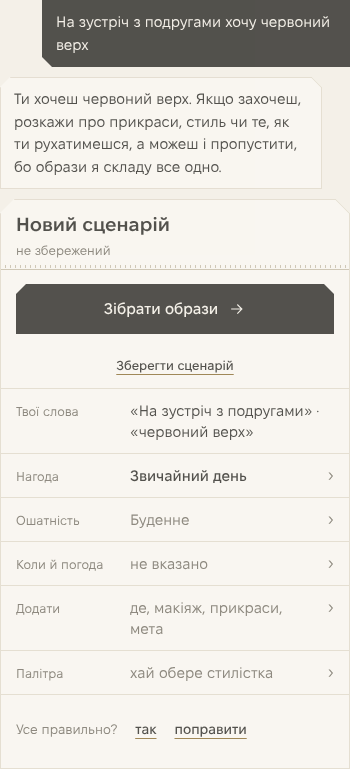 На зустріч з подругами хочу червоний
верх
Ти хочеш червоний верх. Якщо захочеш,
розкажи про прикраси, стиль чи те, як
ти рухатимешся, а можеш і пропустити,
бо образи я складу все одно.
Новий сценарій
не збережений
Зібрати образи →
Зберегти сценарій
Твої слова «На зустріч з подругами» ·
«червоний верх»
Нагода Звичайний день ›
Ошатність Буденне ›
Коли й погода не вказано ›
Додати де, макіяж, прикраси, ›
мета
Палітра хай обере стилістка ›
Усе правильно? так поправити